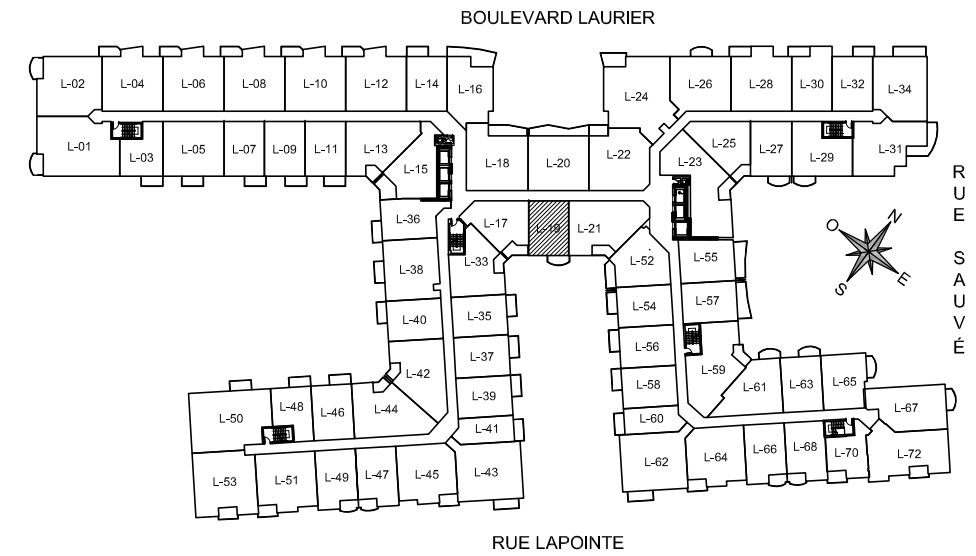 BOULEVARD LAURIER
L-02 L-04 L-06 L-08 L-10 L-12 L-14 L-16 L-24 L-26 L-28 L-30 L-32 L-34
L-01 L-03 L-05 L-07 L-09 L-11 L-13 L-15 L-18 L-20 L-22 L-23 L-25 L-27 L-29 L-31
L-36 L-17 L-19 L-21
L-38 L-33 L-52 L-55
L-40 L-35 L-54 L-57
L-42 L-37 L-56 L-59
L-50 L-48 L-46 L-44 L-39 L-41 L-58 L-60 L-61 L-63 L-65 L-67
L-53 L-51 L-49 L-47 L-45 L-43 L-62 L-64 L-66 L-68 L-70 L-72
RUE LAPOINTE
R
U
E
S
A
U
V
É
O N
S E